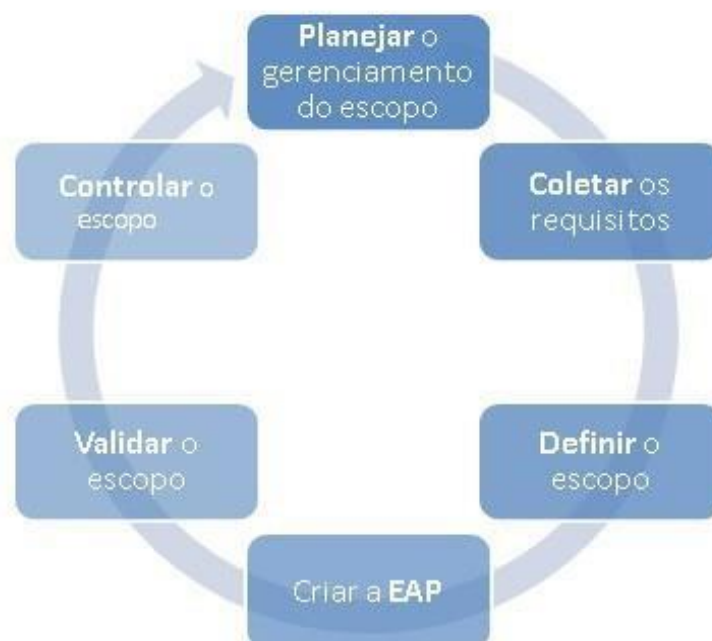 Planejar o
gerenciamento
do escopo
Coletar os
requisitos
Definir o
escopo
Criar a EAP
Validar o
escopo
Controlar o
escopo